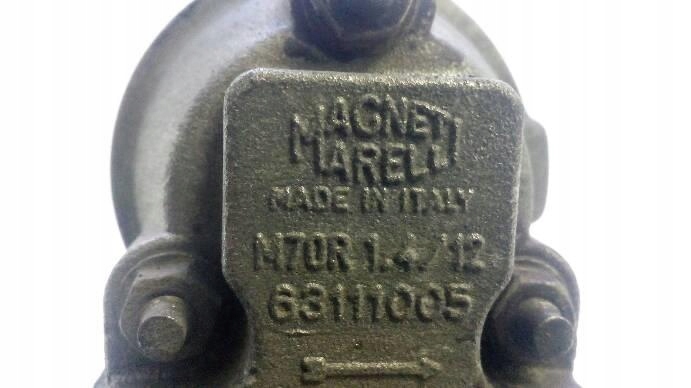 MAGNETI
MARELLI
MADE IN ITALY
M70R 1.4./12
63111005